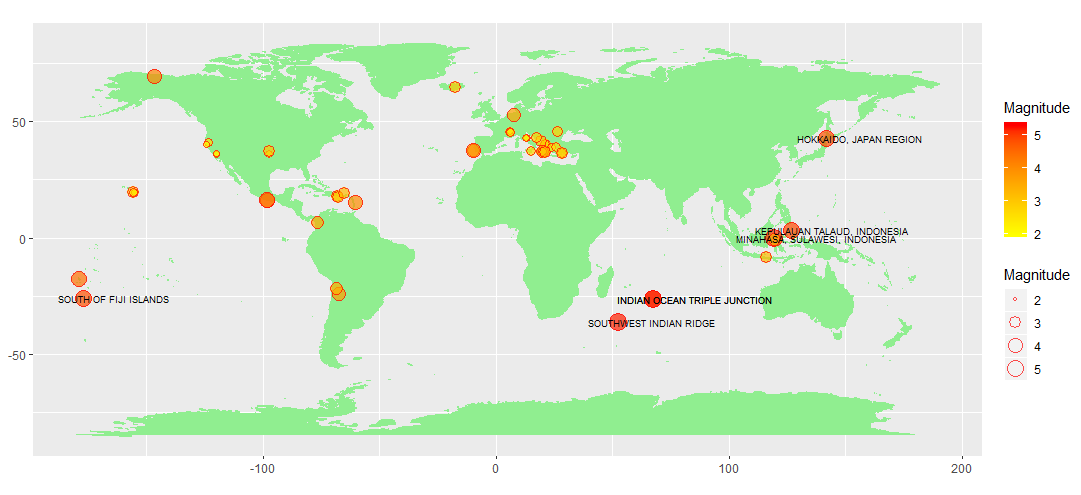 Magnitude
5
4
3
2
Magnitude
2
3
4
5
50
0
-50
-100
0
100
200
HOKKAIDO, JAPAN REGION
KEPULAUAN TALAUD, INDONESIA
MINAHASA, SULAWESI, INDONESIA
SOUTH OF FIJI ISLANDS
INDIAN OCEAN TRIPLE JUNCTION
SOUTHWEST INDIAN RIDGE